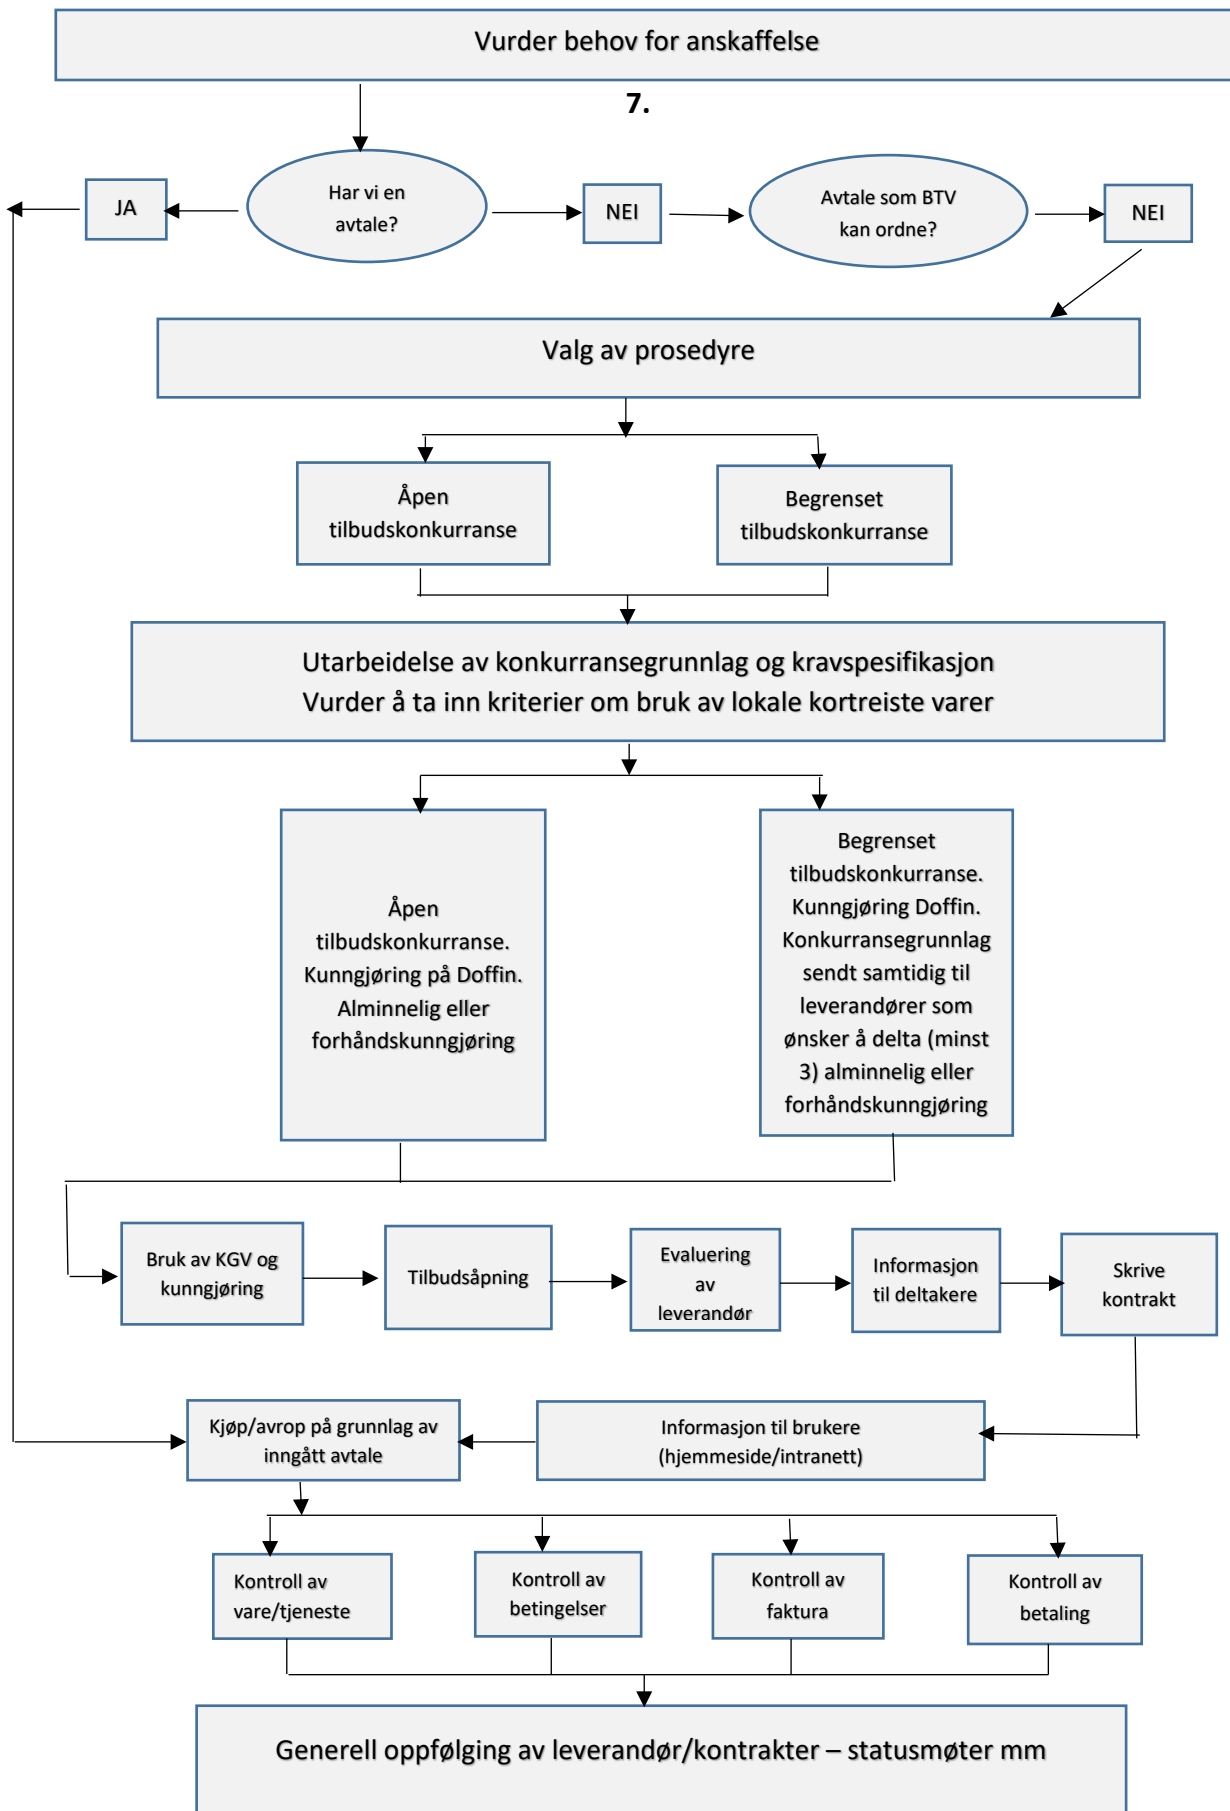 Vurder behov for anskaffelse
7.
JA
Har vi en
avtale?
NEI
Avtale som BTV
kan ordne?
NEI
Valg av prosedyre
Åpen
tilbudskonkurranse
Begrenset
tilbudskonkurranse
Utarbeidelse av konkurransegrunnlag og kravspesifikasjon
Vurder å ta inn kriterier om bruk av lokale kortreiste varer
Åpen
tilbudskonkurranse.
Kunngjøring på Doffin.
Alminnelig eller
forhåndskunngjøring
Begrenset
tilbudskonkurranse.
Kunngjøring Doffin.
Konkurransegrunnlag
sendt samtidig til
leverandører som
ønsker å delta (minst
3) alminnelig eller
forhåndskunngjøring
Bruk av KGV og
kunngjøring
Tilbudsåpning
Evaluering
av
leverandør
Informasjon
til deltakere
Skrive
kontrakt
Kjøp/avrop på grunnlag av
inngått avtale
Informasjon til brukere
(hjemmeside/intranett)
Kontroll av
vare/tjeneste
Kontroll av
betingelser
Kontroll av
faktura
Kontroll av
betaling
Generell oppfølging av leverandør/kontrakter – statusmøter mm